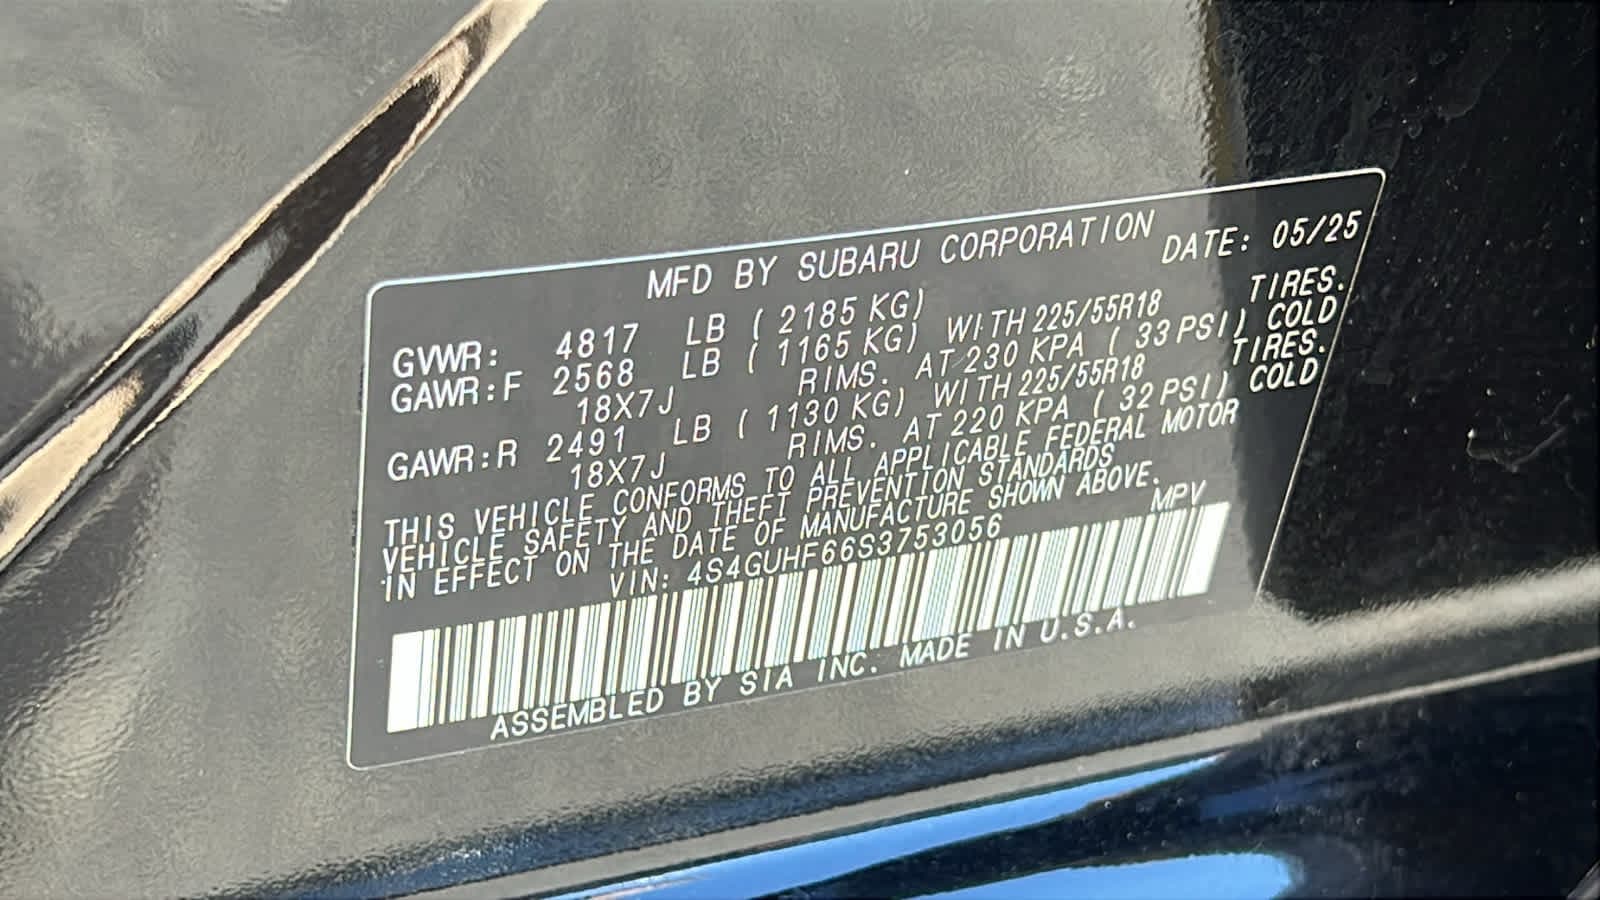 MFD BY SUBARU CORPORATION DATE: 05/25
GVWR: 4817 LB ( 2185 KG)
GAWR:F 2568 LB ( 1165 KG) WITH 225/55R18 TIRES.
18X7J RIMS. AT 230 KPA ( 33 PSI) COLD
GAWR:R 2491 LB ( 1130 KG) WITH 225/55R18 TIRES.
18X7J RIMS. AT 220 KPA ( 32 PSI) COLD
THIS VEHICLE CONFORMS TO ALL APPLICABLE FEDERAL MOTOR
VEHICLE SAFETY AND THEFT PREVENTION STANDARDS
IN EFFECT ON THE DATE OF MANUFACTURE SHOWN ABOVE.
VIN: 4S4GUHF66S3753056 MPV
ASSEMBLED BY SIA INC. MADE IN U.S.A.